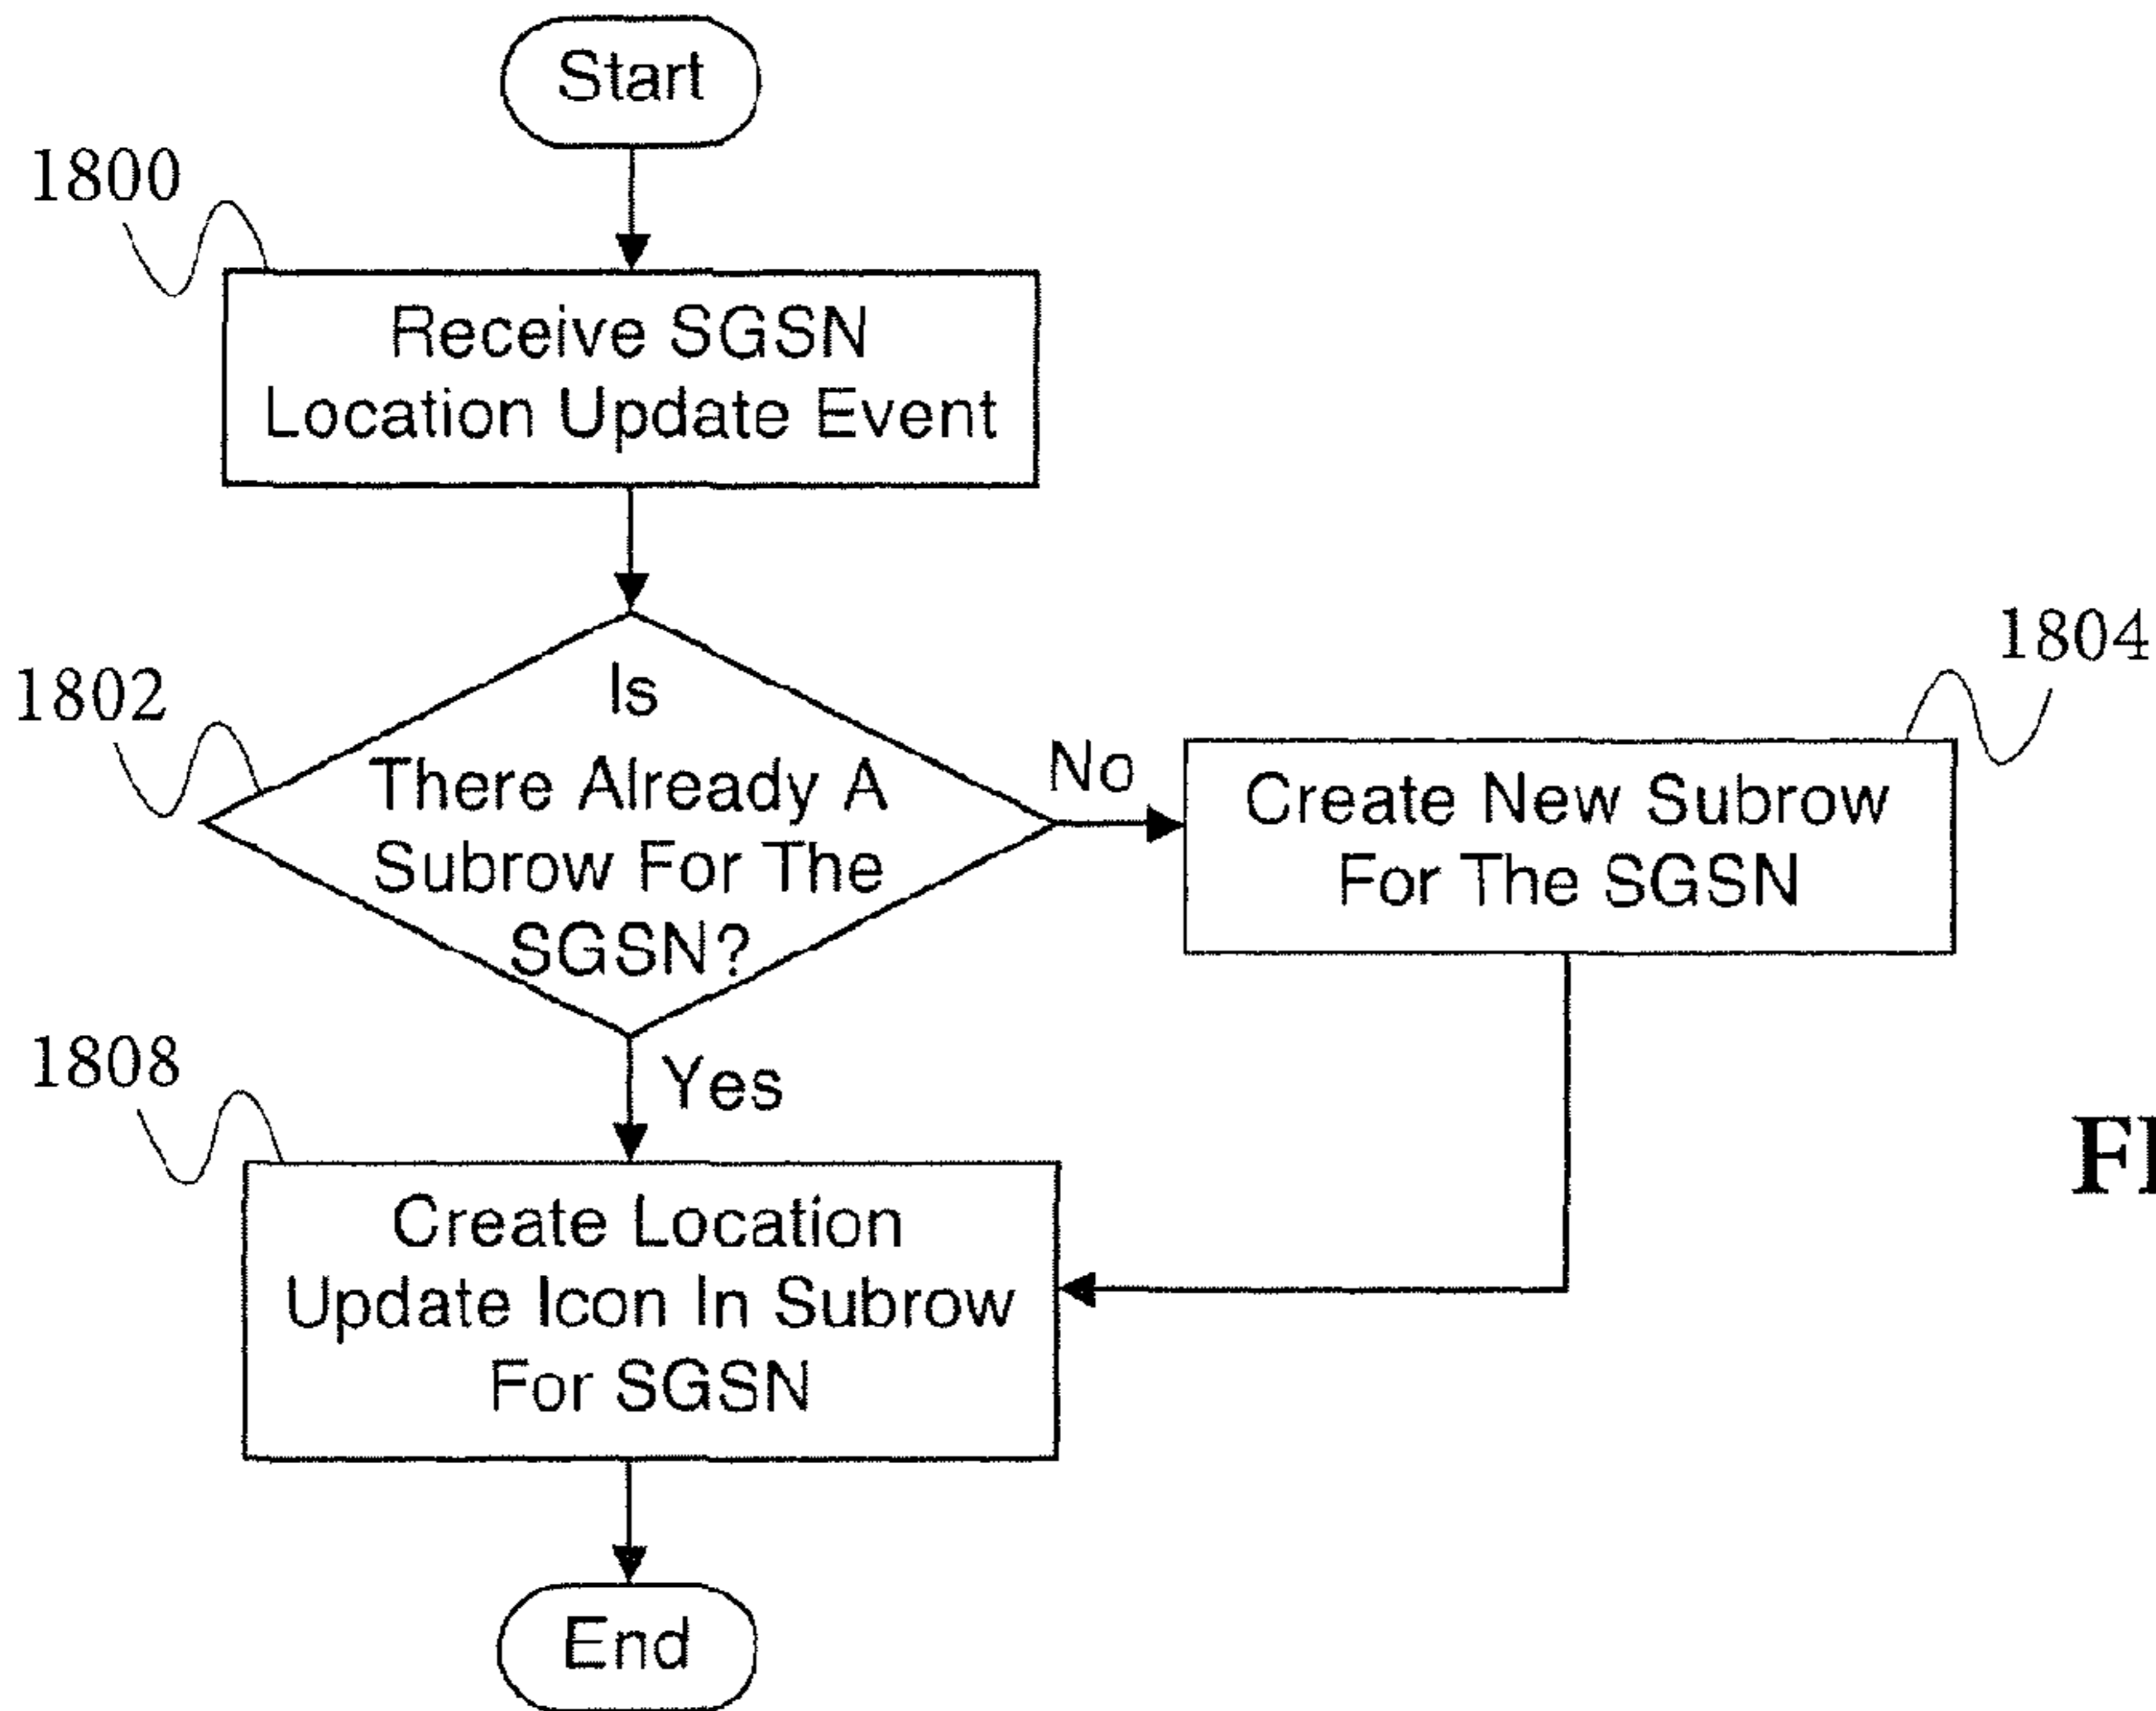 Start
1800
Receive SGSN
Location Update Event
1802
Is
There Already A
Subrow For The
SGSN?
No
1804
Create New Subrow
For The SGSN
Yes
1808
Create Location
Update Icon In Subrow
For SGSN
End